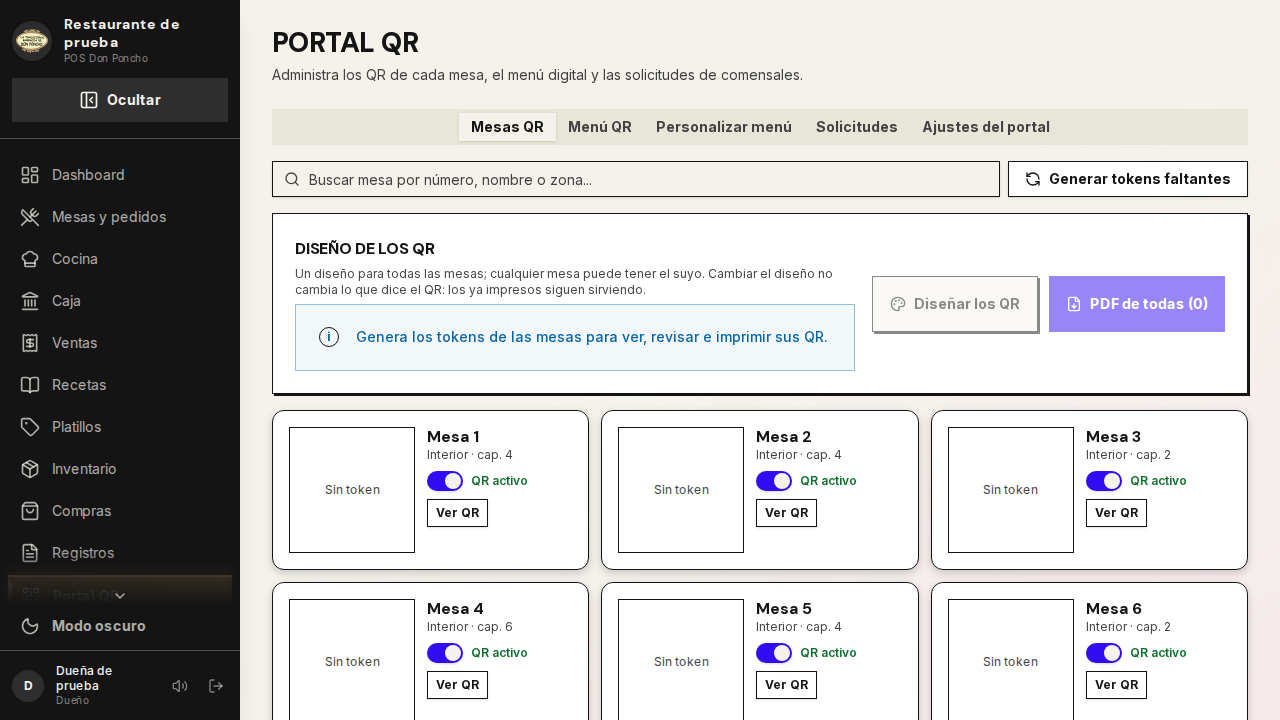 Restaurante de
prueba
POS Don Poncho
Ocultar
Dashboard
Mesas y pedidos
Cocina
Caja
Ventas
Recetas
Platillos
Inventario
Compras
Registros
Portal QR
Modo oscuro
D
Dueña de
prueba
Dueño
PORTAL QR
Administra los QR de cada mesa, el menú digital y las solicitudes de comensales.
Mesas QR
Menú QR
Personalizar menú
Solicitudes
Ajustes del portal
Buscar mesa por número, nombre o zona...
Generar tokens faltantes
DISEÑO DE LOS QR
Un diseño para todas las mesas; cualquier mesa puede tener el suyo. Cambiar el diseño no
cambia lo que dice el QR: los ya impresos siguen sirviendo.
Genera los tokens de las mesas para ver, revisar e imprimir sus QR.
Diseñar los QR
PDF de todas (0)
Sin token
Mesa 1
Interior · cap. 4
QR activo
Ver QR
Sin token
Mesa 2
Interior · cap. 4
QR activo
Ver QR
Sin token
Mesa 3
Interior · cap. 2
QR activo
Ver QR
Sin token
Mesa 4
Interior · cap. 6
QR activo
Ver QR
Sin token
Mesa 5
Interior · cap. 4
QR activo
Ver QR
Sin token
Mesa 6
Interior · cap. 2
QR activo
Ver QR